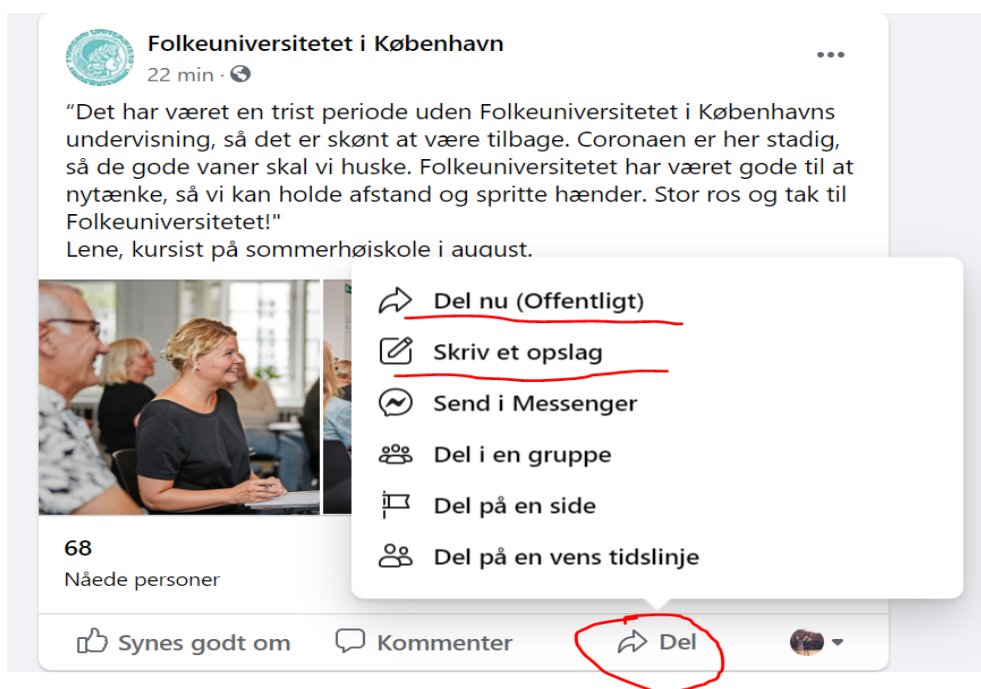 Folkeuniversitetet i København
22 min ·
“Det har været en trist periode uden Folkeuniversitetet i Københavns
undervisning, så det er skønt at være tilbage. Coronaen er her stadig,
så de gode vaner skal vi huske. Folkeuniversitetet har været gode til at
nytænke, så vi kan holde afstand og spritte hænder. Stor ros og tak til
Folkeuniversitetet!"
Lene, kursist på sommerhøjskole i august.
Del nu (Offentligt)
Skriv et opslag
Send i Messenger
Del i en gruppe
Del på en side
Del på en vens tidslinje
68
Nåede personer
Synes godt om
Kommenter
Del